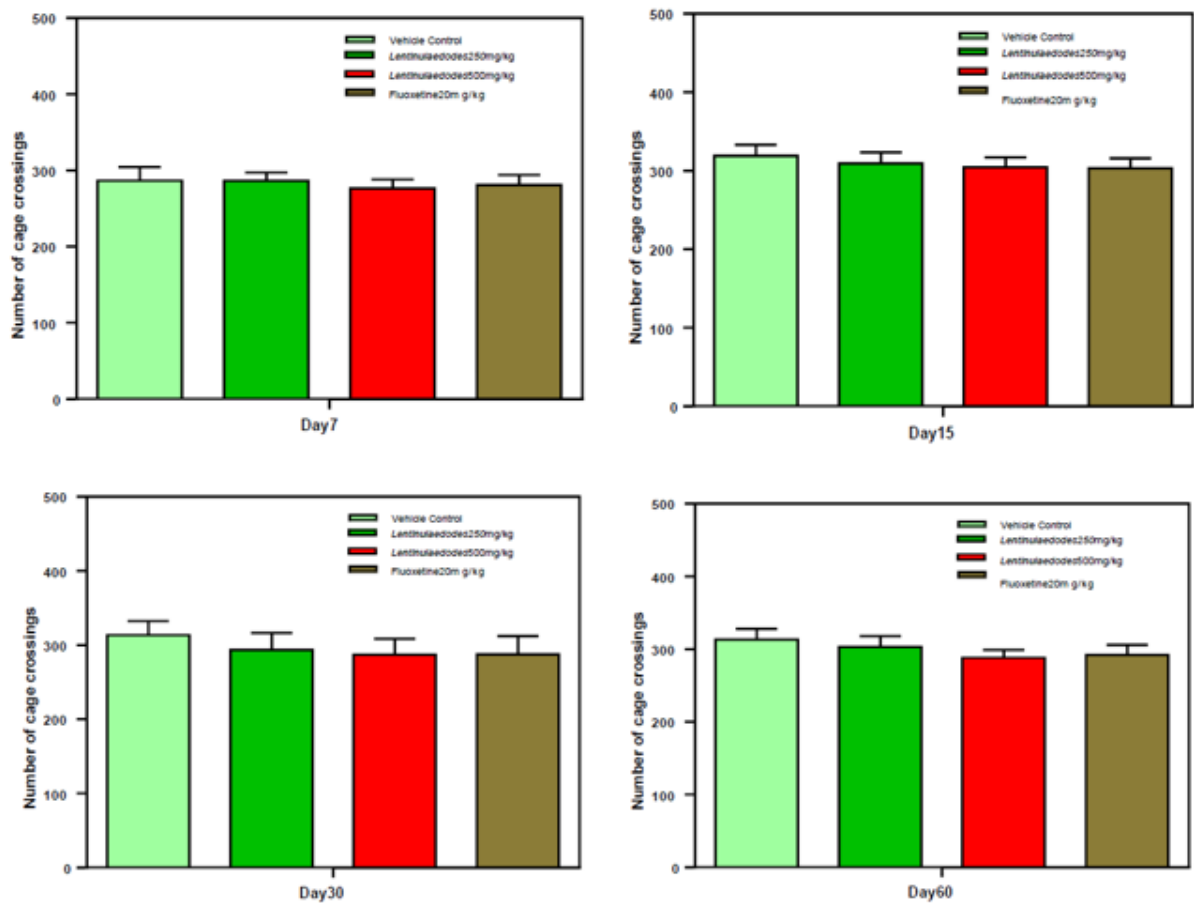 500
400
300
200
100
0
Number of cage crossings
Vehicle Control
Lentinulaedodes250mg/kg
Lentinulaedodes500mg/kg
Fluoxetine20m g/kg
Day7
500
400
300
200
100
0
Number of cage crossings
Vehicle Control
Lentinulaedodes250mg/kg
Lentinulaedodes500mg/kg
Fluoxetine20m g/kg
Day15
500
400
300
200
100
0
Number of cage crossings
Vehicle Control
Lentinulaedodes250mg/kg
Lentinulaedodes500mg/kg
Fluoxetine20m g/kg
Day30
500
400
300
200
100
0
Number of cage crossings
Vehicle Control
Lentinulaedodes250mg/kg
Lentinulaedodes500mg/kg
Fluoxetine20m g/kg
Day60